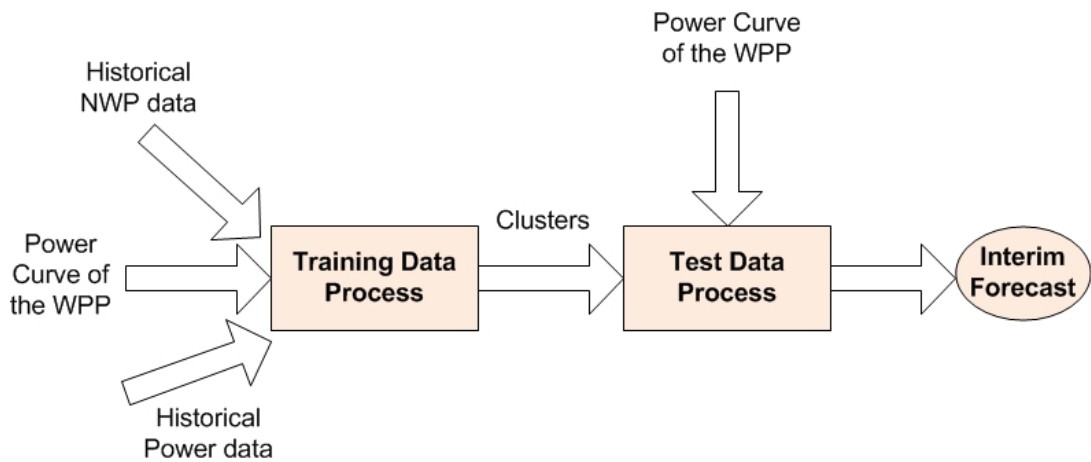 Power Curve
of the WPP
Historical
NWP data
Clusters
Power
Curve of
the WPP
Training Data
Process
Test Data
Process
Interim
Forecast
Historical
Power data